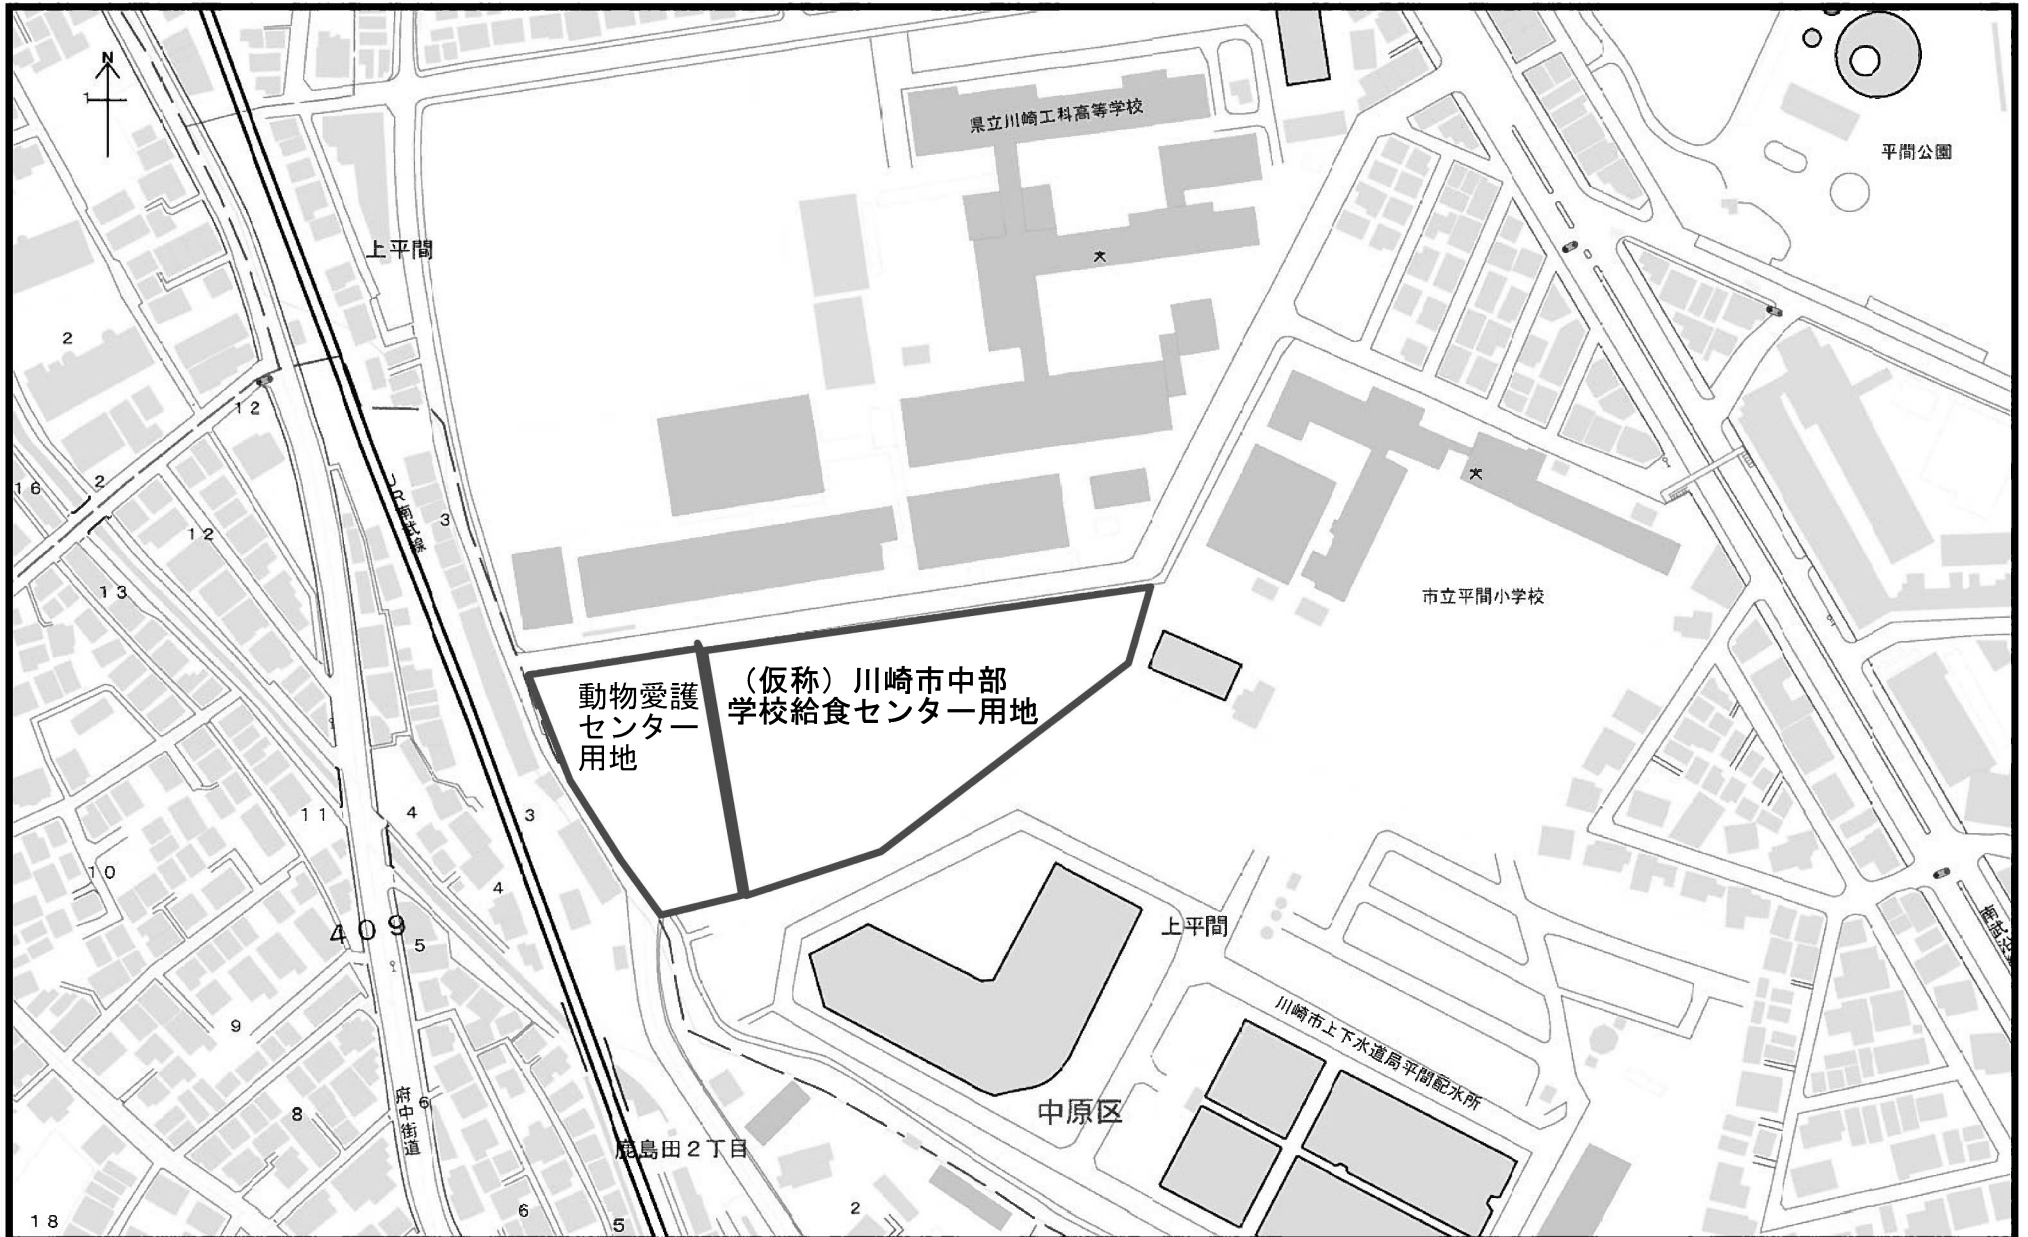 N
県立川崎工科高等学校
平間公園
上平間
2
12
16
2
12
JR南武線
3
13
市立平間小学校
動物愛護
センター
用地
（仮称）川崎市中部
学校給食センター用地
11
4
3
10
4
409
5
上平間
9
川崎市上下水道局平間配水所
8
府中街道
6
中原区
鹿島田２丁目
18
6
5
2